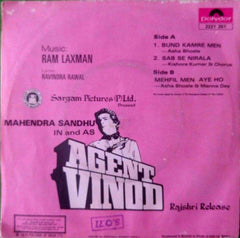 polydor
2221 251
Music:
RAM LAXMAN
RAVINDRA RAWAL
Side A
1. BUND KAMRE MEN
—Asha Bhosle
2. SAB SE NIRALA
—Kishore Kumar & Chorus
Side B
MEHFIL MEN AYE HO
—Asha Bhosle & Manna Dey
Sargam Pictures (P) Ltd.
Present
MAHENDRA SANDHU
IN and AS
AGENT
VINOD
Rajshri Release